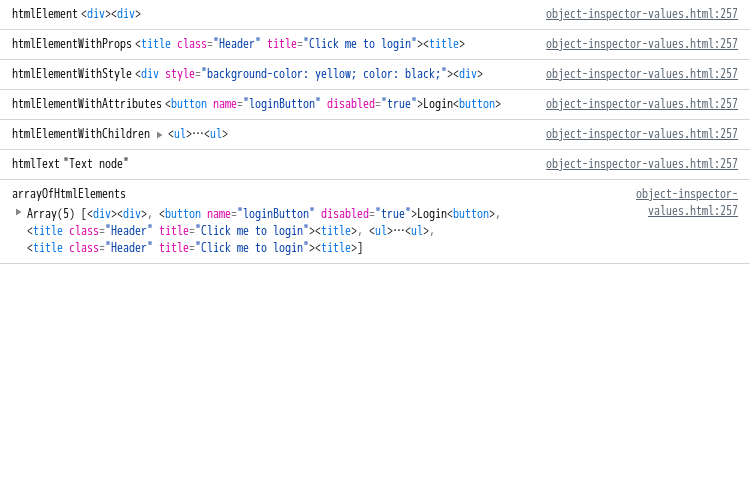 htmlElement <div><div> object-inspector-values.html:257
htmlElementWithProps <title class="Header" title="Click me to login"><title> object-inspector-values.html:257
htmlElementWithStyle <div style="background-color: yellow; color: black;"><div> object-inspector-values.html:257
htmlElementWithAttributes <button name="loginButton" disabled="true">Login<button> object-inspector-values.html:257
htmlElementWithChildren ▶ <ul>⋯<ul> object-inspector-values.html:257
htmlText "Text node" object-inspector-values.html:257
arrayOfHtmlElements object-inspector-
▶ Array(5) [<div><div>, <button name="loginButton" disabled="true">Login<button>, values.html:257
<title class="Header" title="Click me to login"><title>, <ul>⋯<ul>,
<title class="Header" title="Click me to login"><title>]